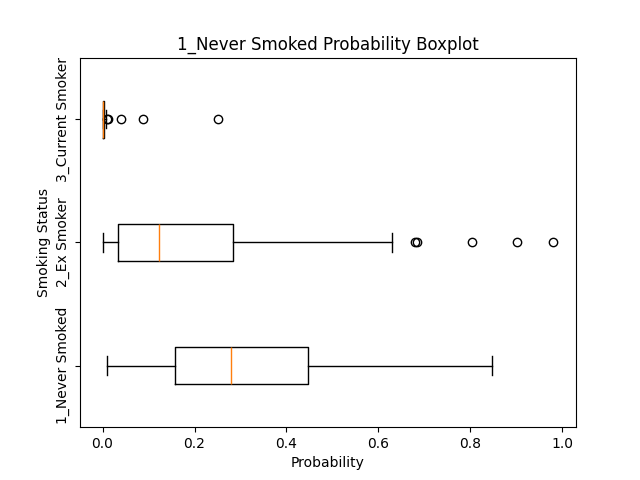 1_Never Smoked Probability Boxplot
Smoking Status
3_Current Smoker
2_Ex Smoker
1_Never Smoked
0.0 0.2 0.4 0.6 0.8 1.0
Probability